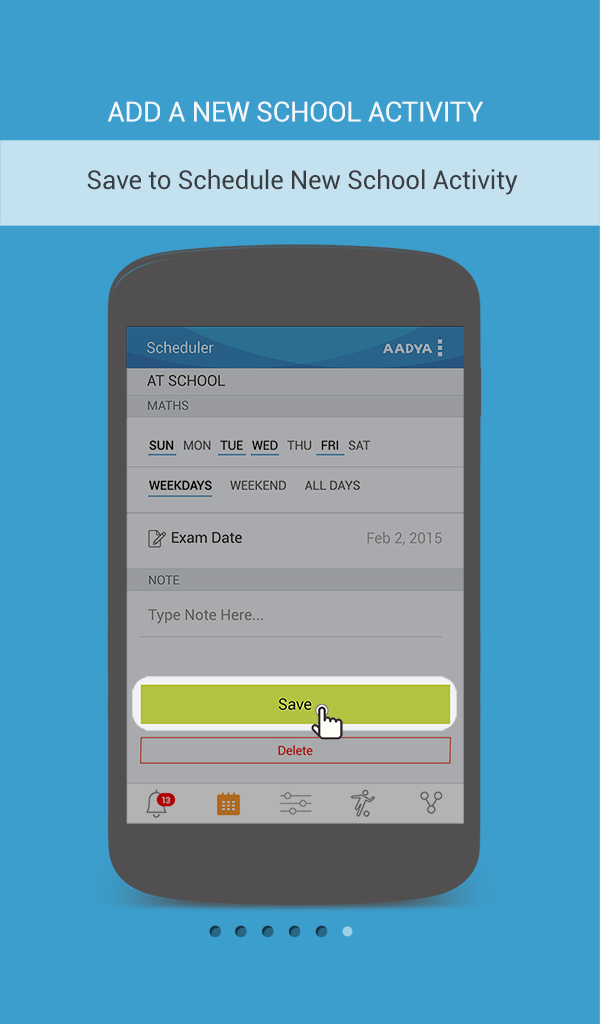 ADD A NEW SCHOOL ACTIVITY
Save to Schedule New School Activity
Scheduler AADYA
AT SCHOOL
MATHS
SUN MON TUE WED THU FRI SAT
WEEKDAYS WEEKEND ALL DAYS
Exam Date Feb 2, 2015
NOTE
Type Note Here...
Save
Delete
13